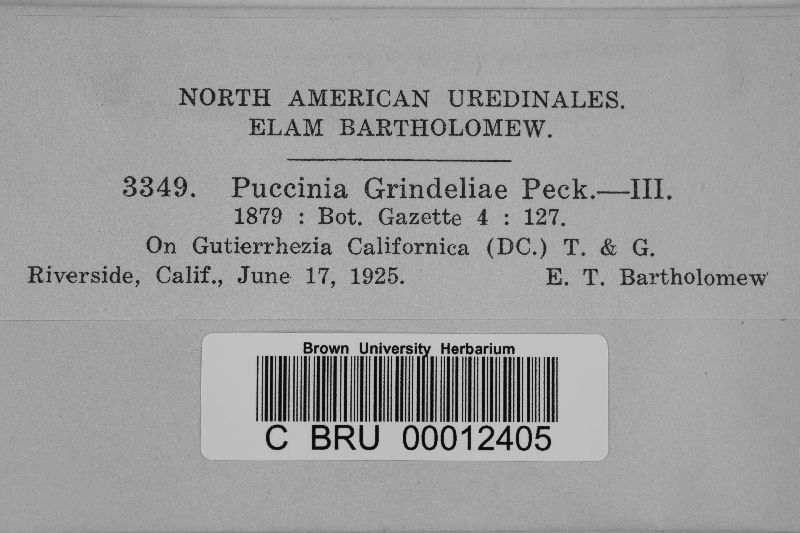 NORTH AMERICAN UREDINALES.
ELAM BARTHOLOMEW.
3349. Puccinia Grindeliae Peck.—III.
1879 : Bot. Gazette 4 : 127.
On Gutierrhezia Californica (DC.) T. & G.
Riverside, Calif., June 17, 1925. E. T. Bartholomew
Brown University Herbarium
C BRU 00012405